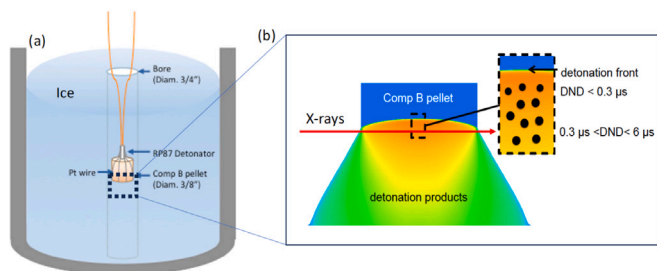 (a)
Bore
(Diam. 3/4")
Ice
RP87 Detonator
Pt wire
Comp B pellet
(Diam. 3/8")
(b)
Comp B pellet
X-rays
detonation products
detonation front
DND < 0.3 µs
0.3 µs <DND< 6 µs